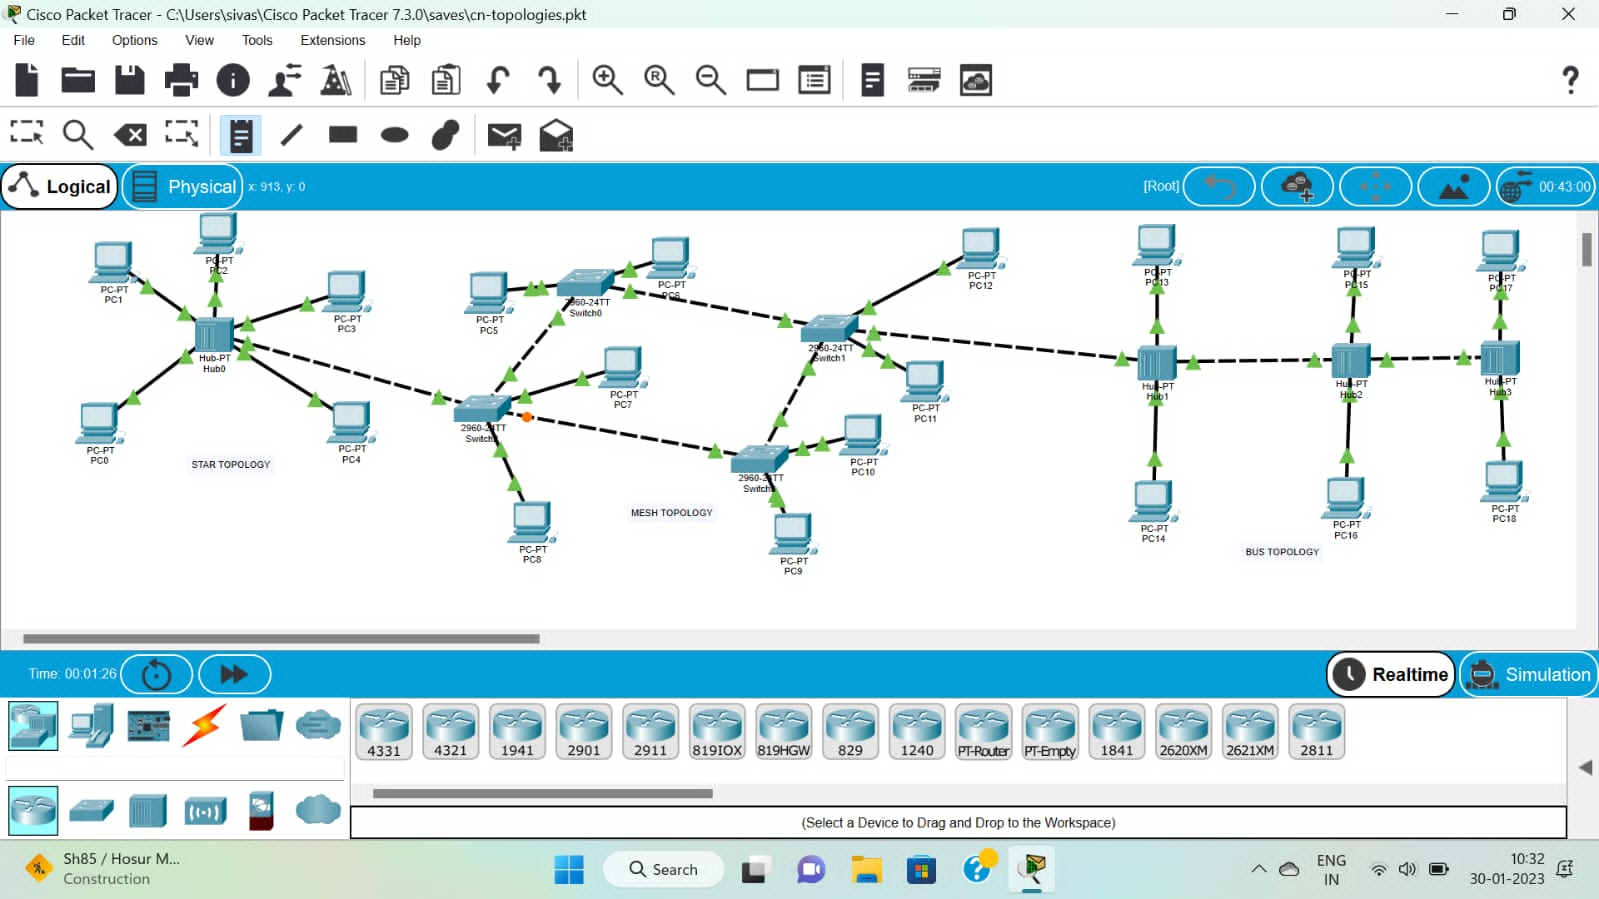 Cisco Packet Tracer - C:\Users\sivas\Cisco Packet Tracer 7.3.0\saves\cn-topologies.pkt
File Edit Options View Tools Extensions Help
Logical Physical x: 913, y: 0 [Root] 00:43:00
PC-PT
PC1
PC-PT
PC2
PC-PT
PC3
Hub-PT
Hub0
PC-PT
PC0
PC-PT
PC4
STAR TOPOLOGY
PC-PT
PC5
2960-24TT
Switch0
PC-PT
PC6
PC-PT
PC7
2960-24TT
PC-PT
PC8
MESH TOPOLOGY
2960-24TT
Switch1
PC-PT
PC12
PC-PT
PC11
PC-PT
PC10
2960-24TT
PC-PT
PC9
PC-PT
PC13
Hub-PT
Hub1
PC-PT
PC14
PC-PT
PC15
Hub-PT
Hub2
PC-PT
PC16
PC-PT
PC17
Hub-PT
Hub3
PC-PT
PC18
BUS TOPOLOGY
Time: 00:01:26 Realtime Simulation
4331 4321 1941 2901 2911 819IOX 819HGW 829 1240 PT-Router PT-Empty 1841 2620XM 2621XM 2811
(Select a Device to Drag and Drop to the Workspace)
Sh85 / Hosur M...
Construction
Search
ENG
IN
10:32
30-01-2023